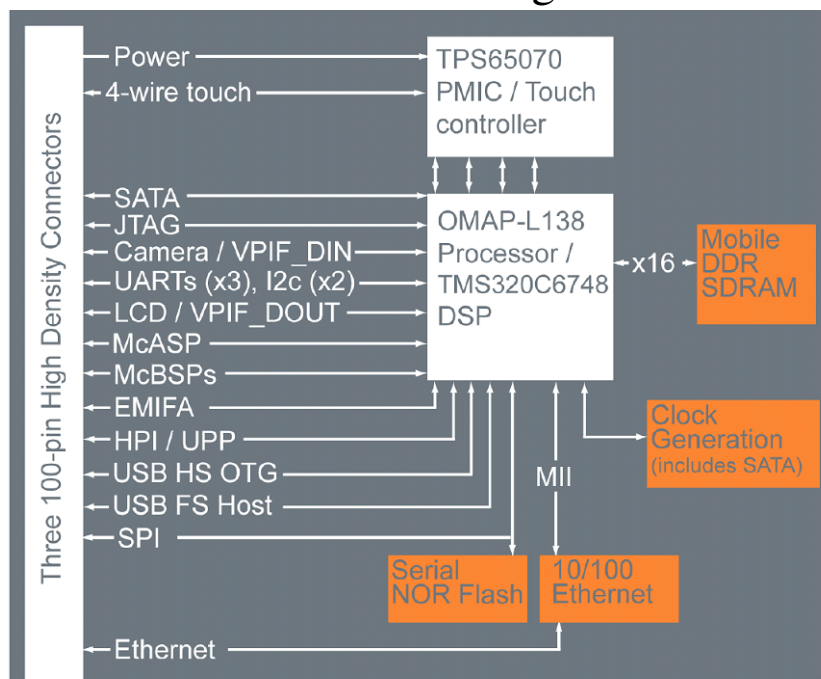 Power
4-wire touch
TPS65070
PMIC / Touch
controller
Three 100-pin High Density Connectors
SATA
JTAG
Camera / VPIF_DIN
UARTs (x3), I2c (x2)
LCD / VPIF_DOUT
McASP
McBSPs
EMIFA
HPI / UPP
USB HS OTG
USB FS Host
SPI
Ethernet
OMAP-L138
Processor /
TMS320C6748
DSP
x16
Mobile
DDR
SDRAM
Clock
Generation
(includes SATA)
MII
Serial
NOR Flash
10/100
Ethernet